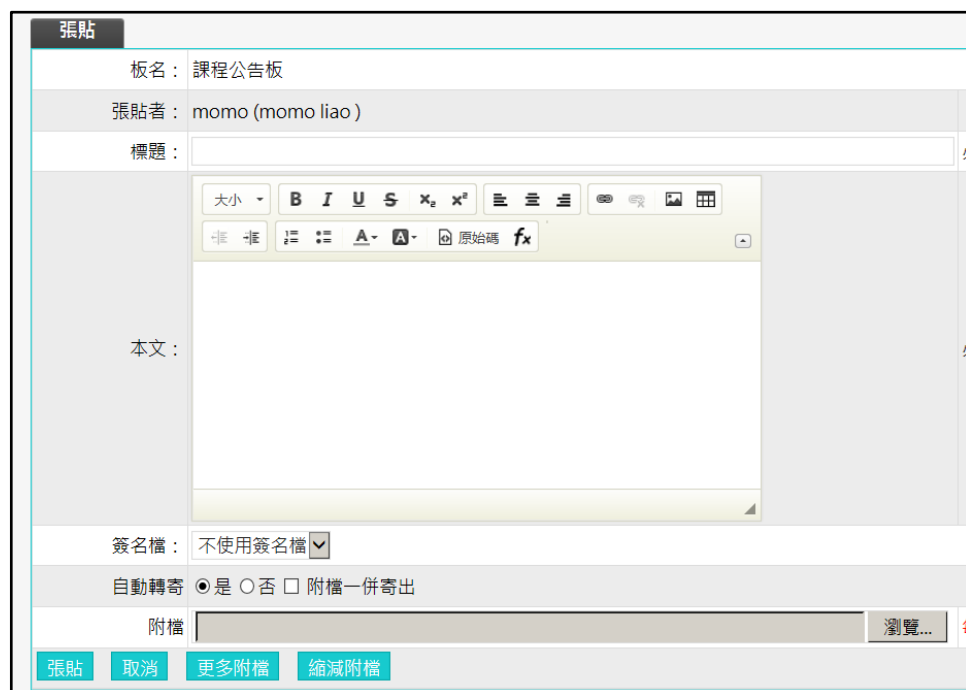 張貼
板名： 課程公告板
張貼者： momo (momo liao )
標題：
大小 B I U S x₂ x²
A A 原始碼 fx
本文：
簽名檔： 不使用簽名檔
自動轉寄 是 否 附檔一併寄出
附檔 瀏覽...
張貼 取消 更多附檔 縮減附檔